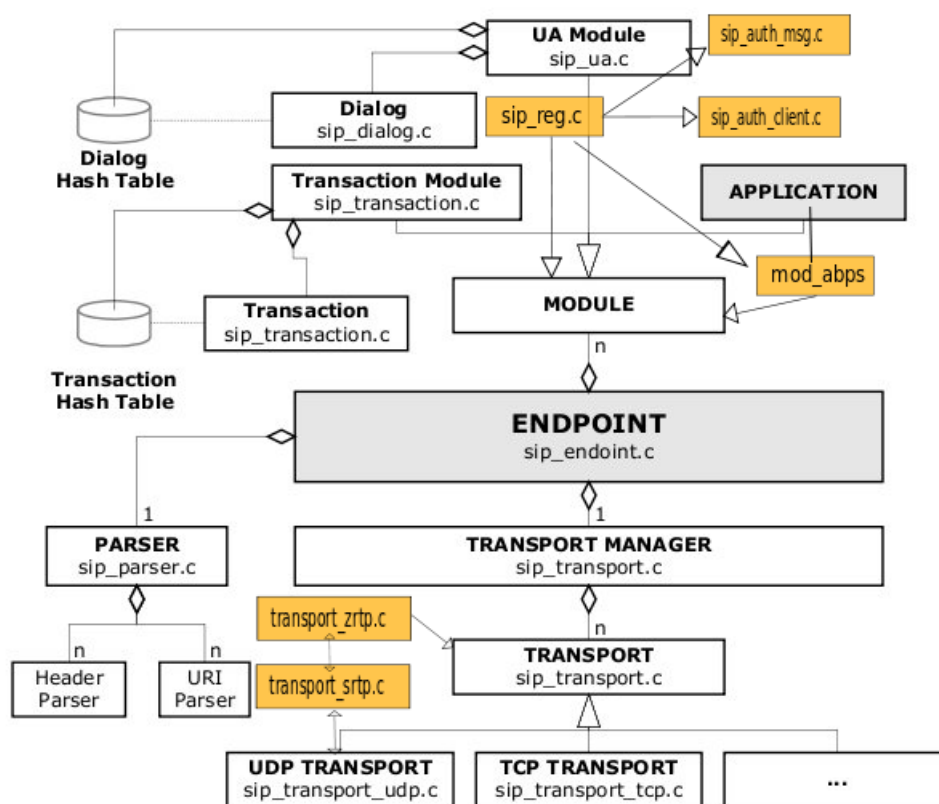 UA Module
sip_ua.c
sip_auth_msg.c
Dialog
sip_dialog.c
sip_reg.c
sip_auth_client.c
Dialog
Hash Table
Transaction Module
sip_transaction.c
APPLICATION
mod_abps
Transaction
sip_transaction.c
MODULE
Transaction
Hash Table
n
ENDPOINT
sip_endoint.c
1
1
PARSER
sip_parser.c
TRANSPORT MANAGER
sip_transport.c
transport_zrtp.c
n
n
n
Header
Parser
URI
Parser
transport_srtp.c
TRANSPORT
sip_transport.c
UDP TRANSPORT
sip_transport_udp.c
TCP TRANSPORT
sip_transport_tcp.c
...